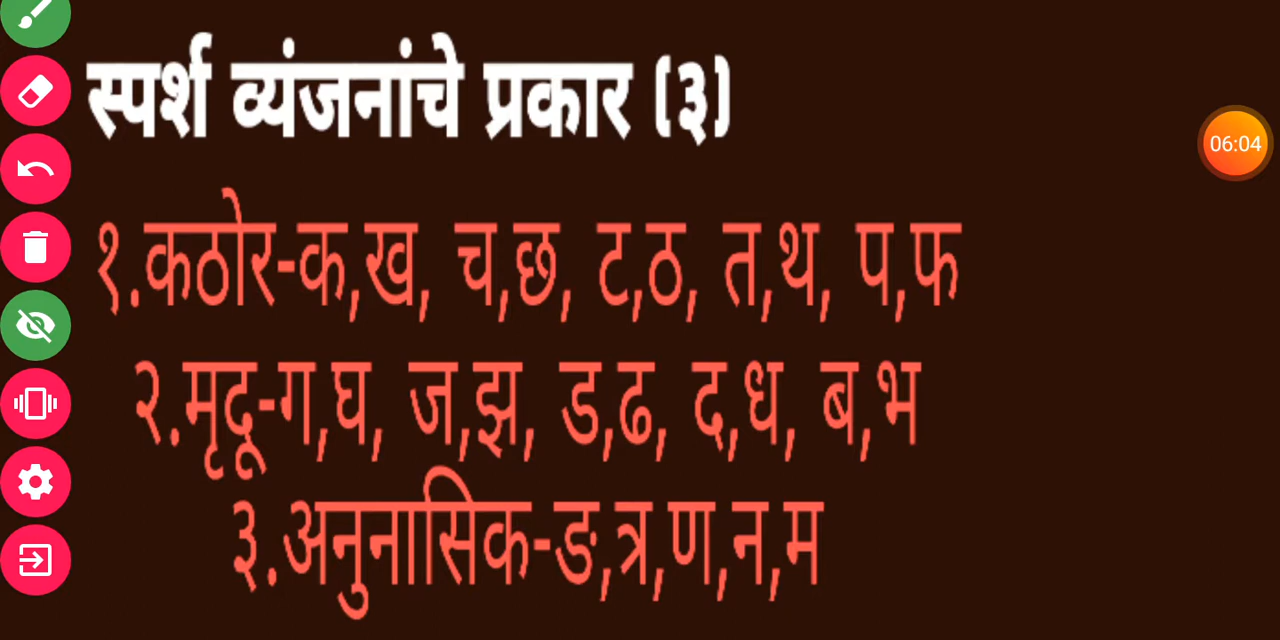 स्पर्श व्यंजनांचे प्रकार (३)
06:04
१.कठोर-क,ख, च,छ, ट,ठ, त,थ, प,फ
२.मृदू-ग,घ, ज,झ, ड,ढ, द,ध, ब,भ
३.अनुनासिक-ङ,त्र,ण,न,म